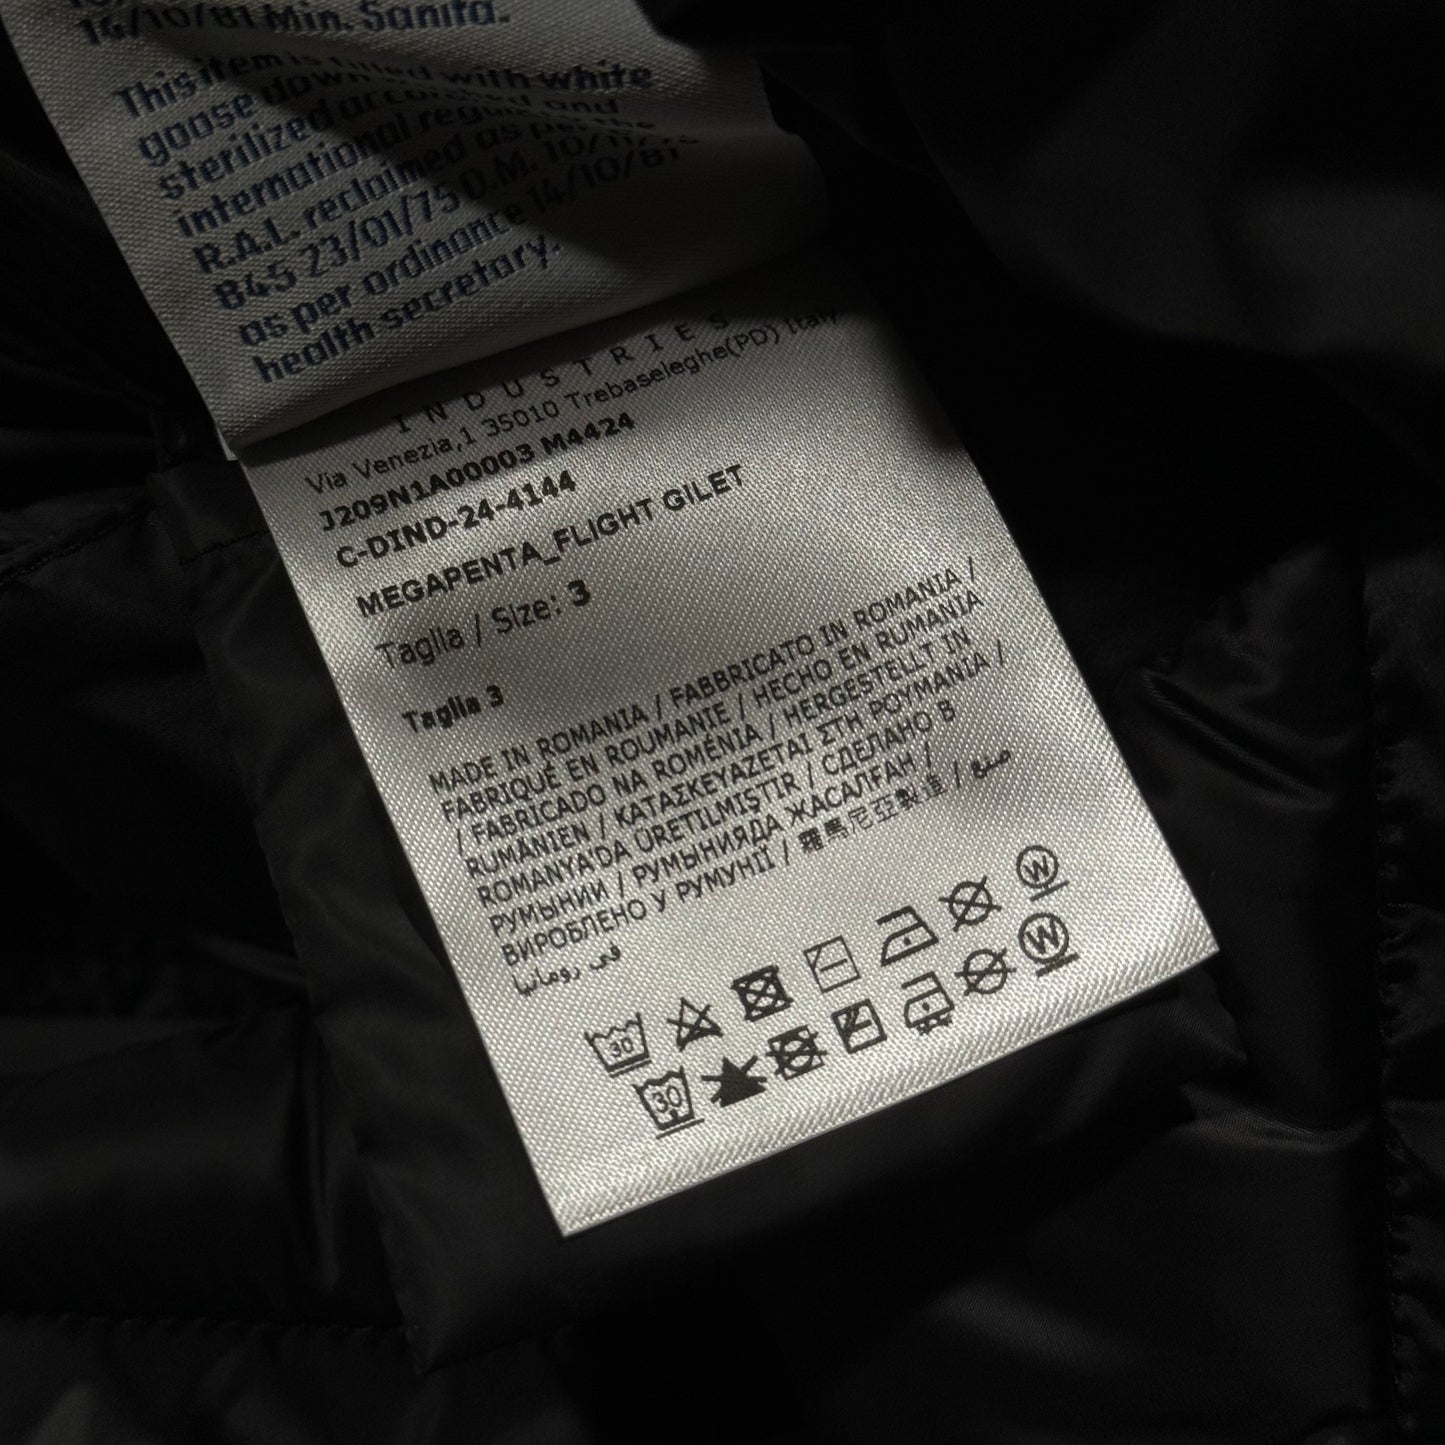 14/10/81 Min. Sanità.
This item is filled with white
goose down
sterilized accorded and
international
R.A.L. reclaimed as per the
845 23/01/75 D.M. 10/11/76
as per ordinance 14/10/81
health secretary.
INDUSTRIES
Via Venezia,1 35010 Trebaseleghe(PD) Italy
J209N1A00003 M4424
C-DIND-24-4144
MEGAPENTA_FLIGHT GILET
Taglia / Size: 3
Taglia 3
MADE IN ROMANIA / FABBRICATO IN ROMANIA /
FABRIQUÉ EN ROUMANIE / HECHO EN RUMANIA
/ FABRICADO NA ROMÉNIA / HERGESTELLT IN
RUMÄNIEN / ΚΑΤΑΣΚΕΥΑΖΕΤΑΙ ΣΤΗ ΡΟΥΜΑΝΙΑ /
ROMANYA'DA ÜRETILMIŞTIR / СДЕЛАНО В
РУМЫНИИ / РУМЫНИЯДА ЖАСАЛҒАН /
ВИРОБЛЕНО У РУМУНІЇ / 羅馬尼亞製造 / صنع
في رومانيا
30 W
30 W